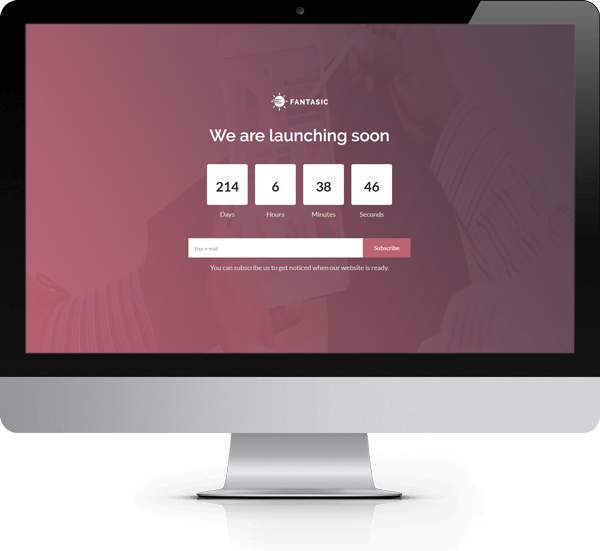 FANTASIC
We are launching soon
214 6 38 46
Days Hours Minutes Seconds
Your e-mail Subscribe
You can subscribe us to get noticed when our website is ready.